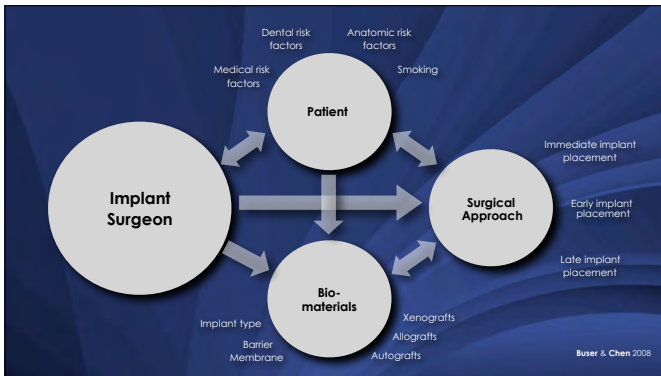 Dental risk
factors
Anatomic risk
factors
Medical risk
factors
Smoking
Patient
Implant
Surgeon
Surgical
Approach
Immediate implant
placement
Early implant
placement
Late implant
placement
Bio-
materials
Implant type
Barrier
Membrane
Xenografts
Allografts
Autografts
Buser & Chen 2008